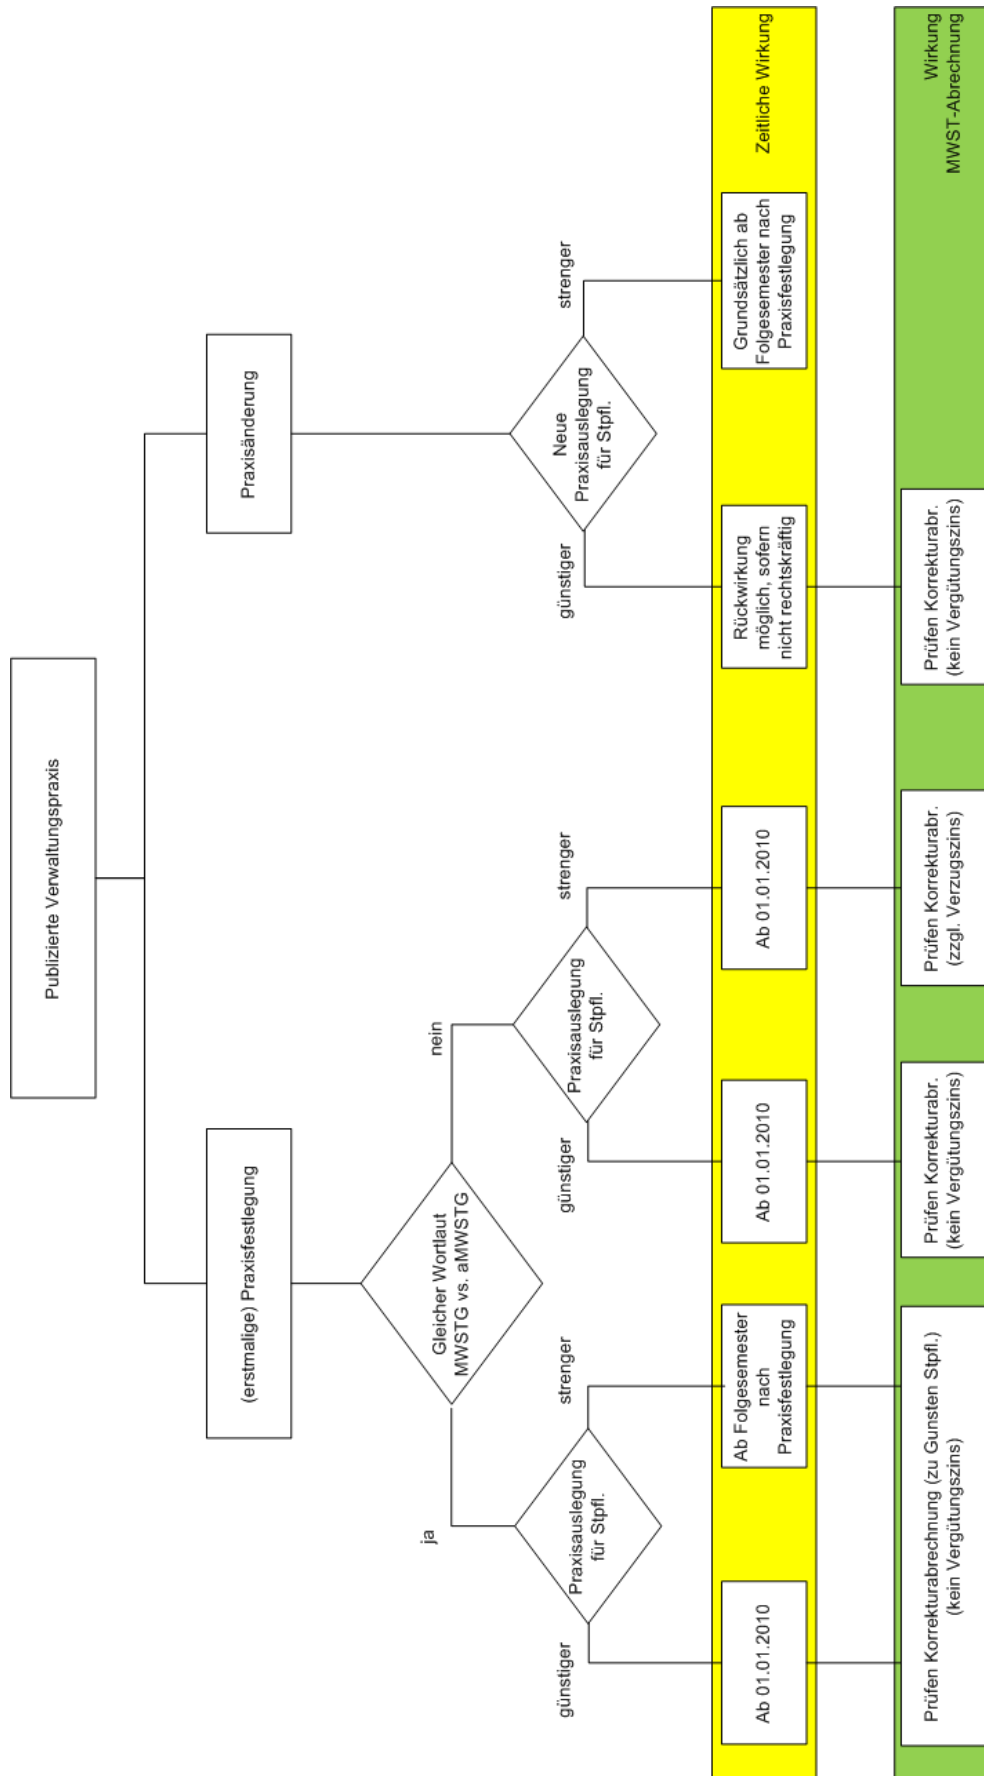 Publizierte Verwaltungspraxis
(erstmalige) Praxisfestlegung
Praxisänderung
Gleicher Wortlaut
MWSTG vs. aMWSTG
ja
nein
Praxisauslegung
für Stpfl.
Praxisauslegung
für Stpfl.
Neue
Praxisauslegung
für Stpfl.
günstiger
strenger
günstiger
strenger
günstiger
strenger
Ab 01.01.2010
Ab Folgesemester
nach
Praxisfestlegung
Ab 01.01.2010
Ab 01.01.2010
Rückwirkung
möglich, sofern
nicht rechtskräftig
Grundsätzlich ab
Folgesemester nach
Praxisfestlegung
Zeitliche Wirkung
Prüfen Korrekturabrechnung (zu Gunsten Stpfl.)
(kein Vergütungszins)
Prüfen Korrekturabr.
(kein Vergütungszins)
Prüfen Korrekturabr.
(zzgl. Verzugszins)
Prüfen Korrekturabr.
(kein Vergütungszins)
Wirkung
MWST-Abrechnung